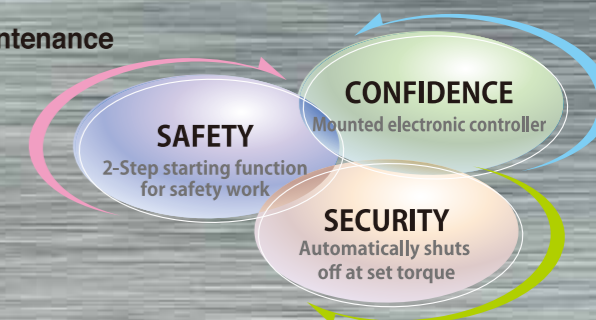 CONFIDENCE
Mounted electronic controller
SAFETY
2-Step starting function
for safety work
SECURITY
Automatically shuts
off at set torque